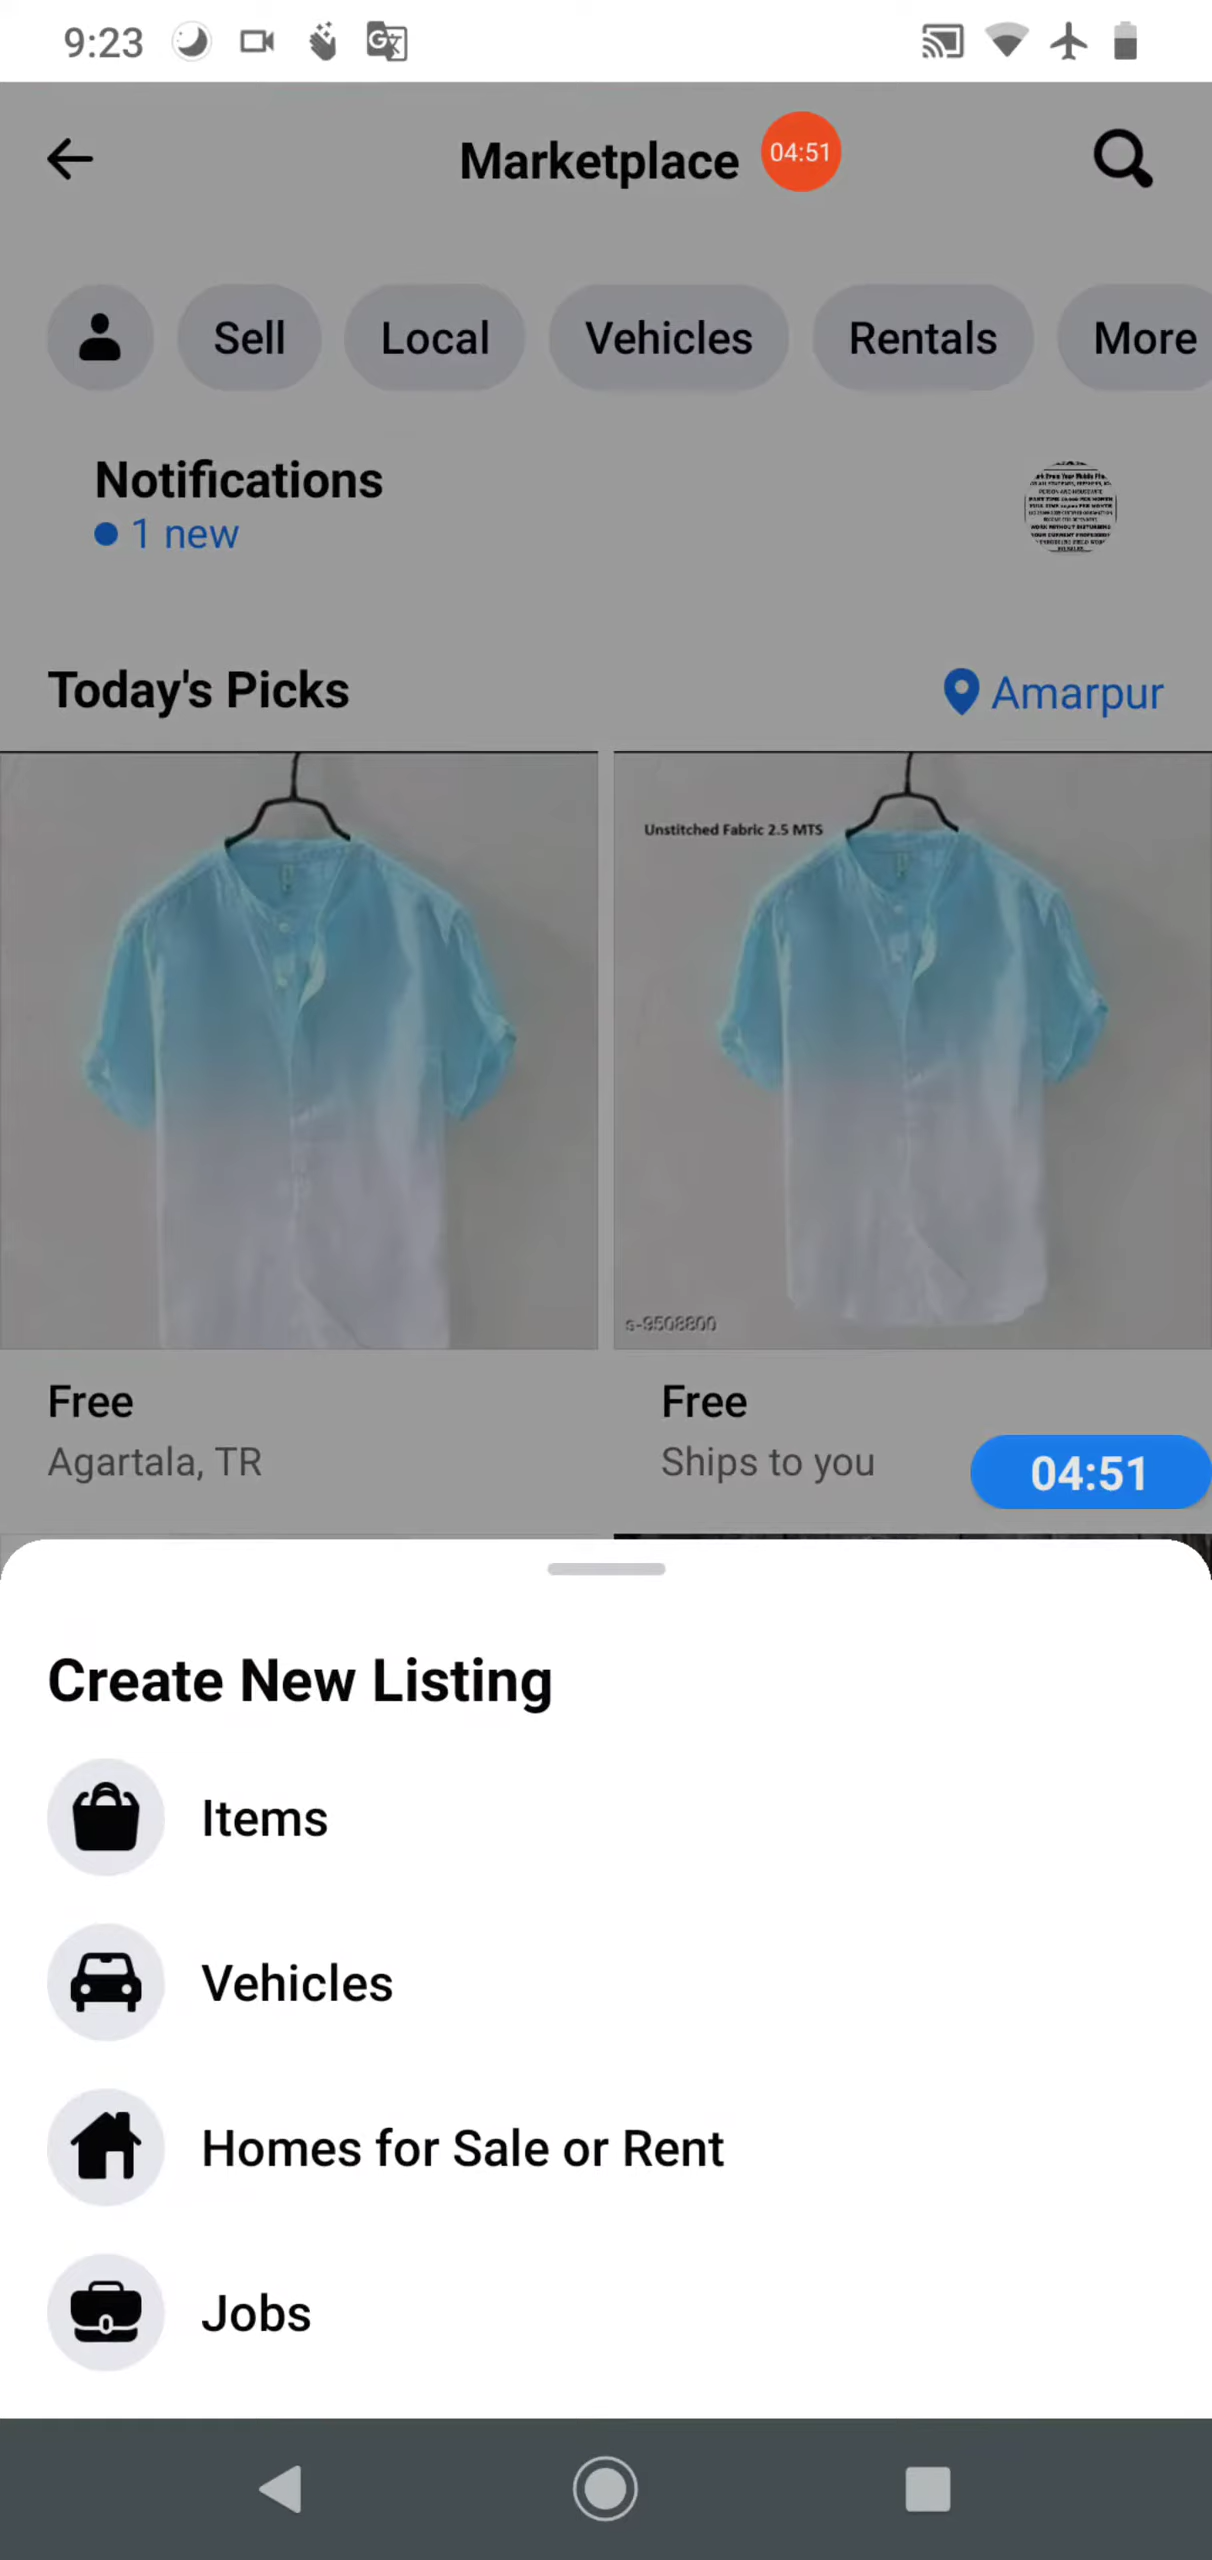 9:23
Marketplace
04:51
Sell
Local
Vehicles
Rentals
More
Notifications
1 new
Today's Picks
Amarpur
Unstitched Fabric 2.5 MTS
s-9508800
Free
Agartala, TR
Free
Ships to you
04:51
Create New Listing
Items
Vehicles
Homes for Sale or Rent
Jobs